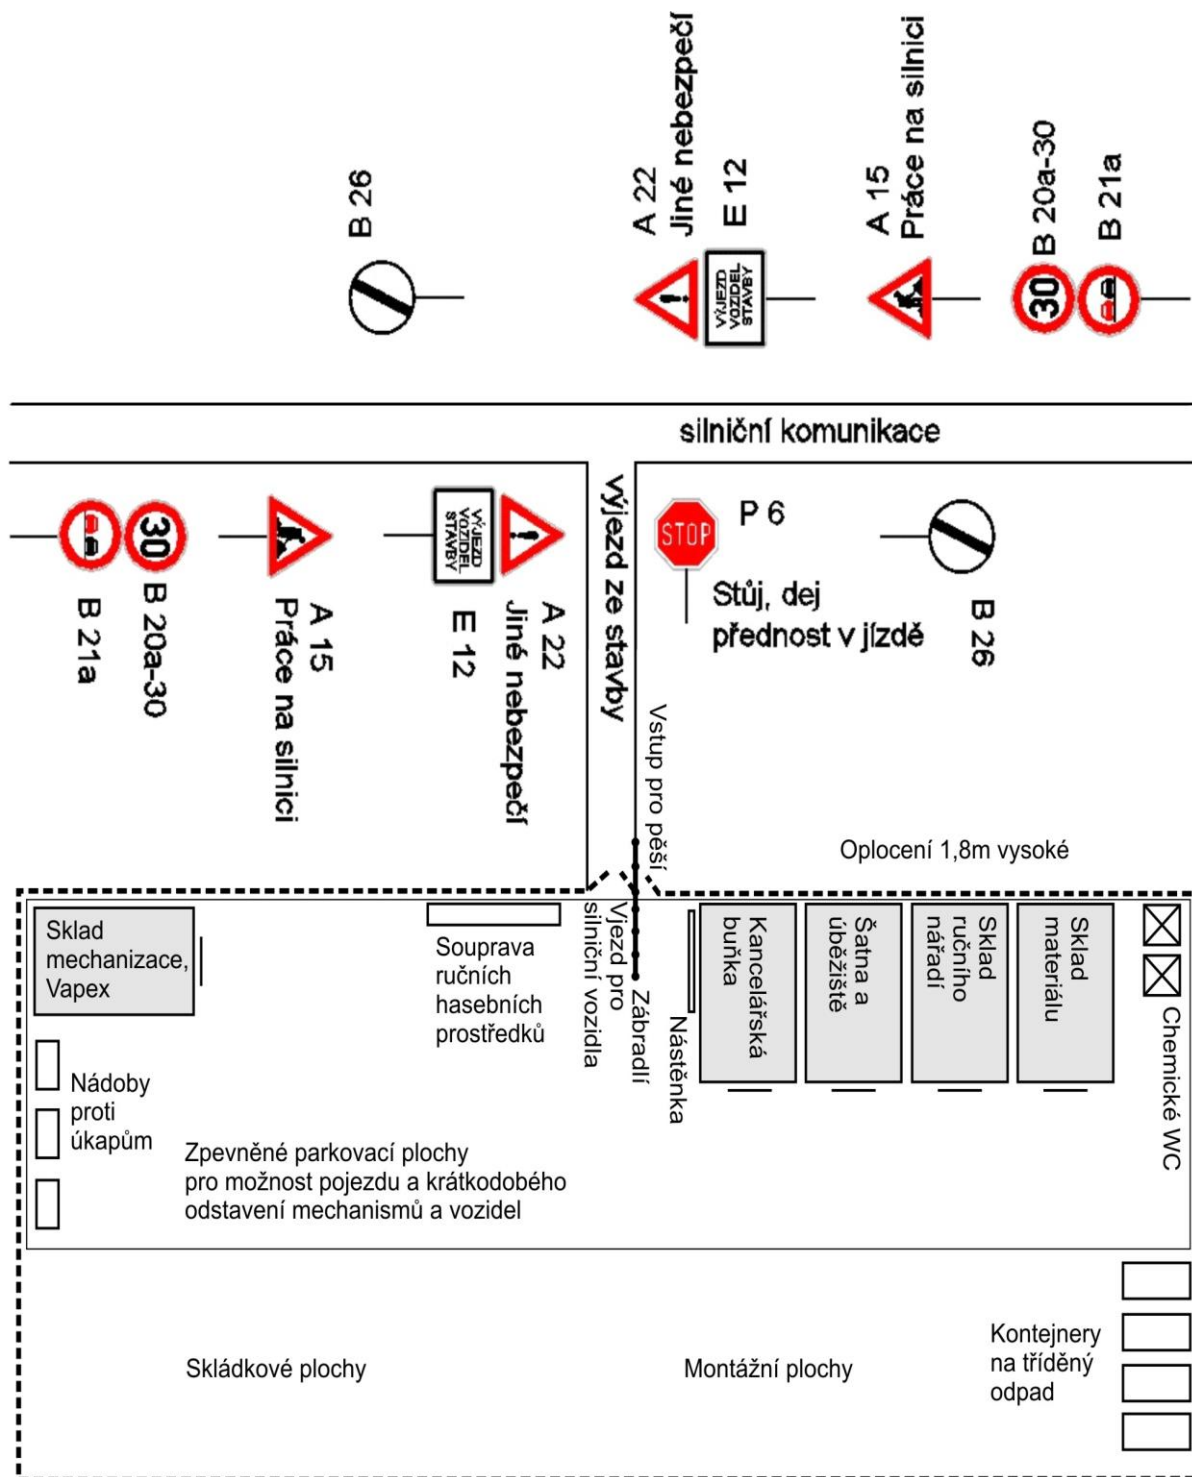 B 26
A 22
Jiné nebezpečí
E 12
VÝJEZD
VOZIDEL
STAVBY
A 15
Práce na silnici
30
B 20a-30
B 21a
silniční komunikace
B 21a
30
B 20a-30
A 15
Práce na silnici
VÝJEZD
VOZIDEL
STAVBY
E 12
A 22
Jiné nebezpečí
výjezd ze stavby
STOP
P 6
Stůj, dej
přednost v jízdě
B 26
Vstup pro pěší
Oplocení 1,8m vysoké
Sklad
mechanizace,
Vapex
Souprava
ručních
hasebních
prostředků
Vjezd pro
silniční vozidla
Zábradlí
Nástěnka
Kancelářská
buňka
Šatna a
úběžiště
Sklad
ručního
nářadí
Sklad
materiálu
Chemické WC
Nádoby
proti
úkapům
Zpevněné parkovací plochy
pro možnost pojezdu a krátkodobého
odstavení mechanismů a vozidel
Skládkové plochy
Montážní plochy
Kontejnery
na tříděný
odpad